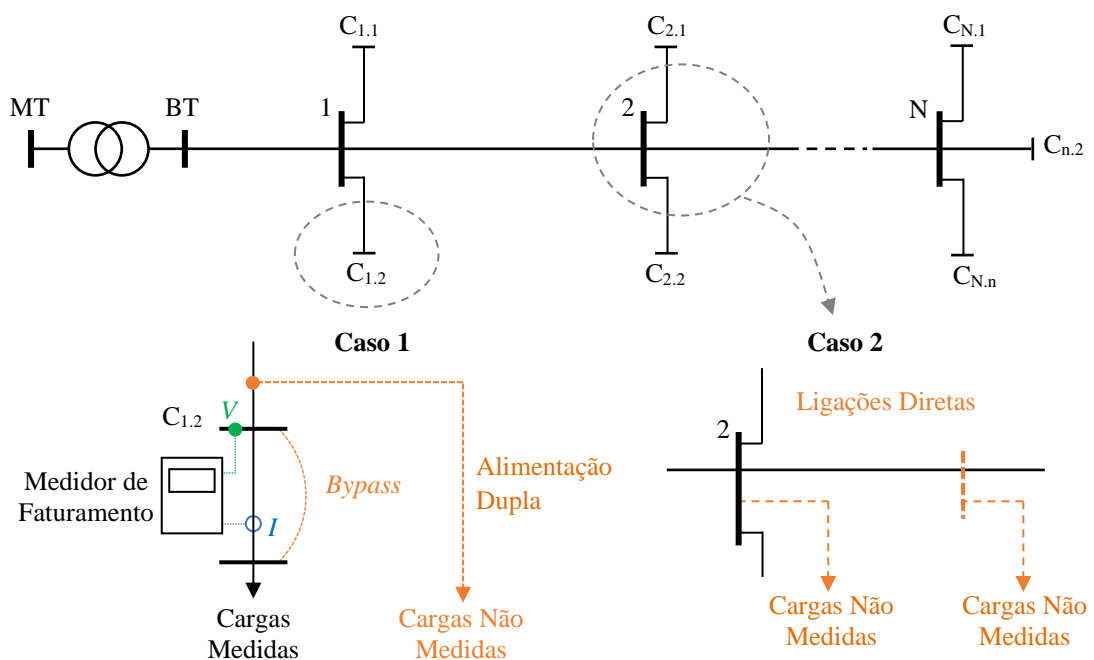 C1.1
C2.1
CN.1
MT
BT
1
2
N
Cn.2
C1.2
C2.2
CN.n
Caso 1
Caso 2
C1.2
V
Medidor de
Faturamento
I
Bypass
Alimentação
Dupla
Cargas
Medidas
Cargas Não
Medidas
Ligações Diretas
2
Cargas Não
Medidas
Cargas Não
Medidas